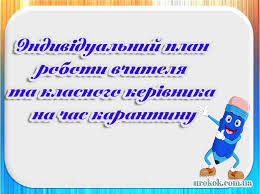 Індивідуальний план
роботи вчителя
та класного керівника
на час карантину
urokok.com.ua